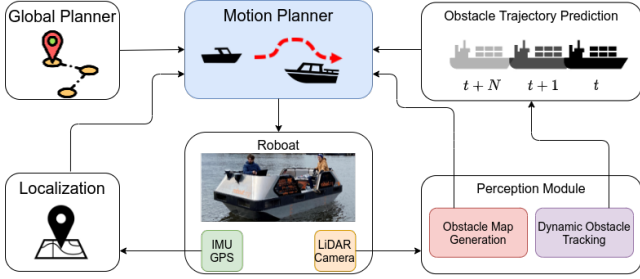 Global Planner
Motion Planner
Obstacle Trajectory Prediction
t + N
t + 1
t
Localization
Roboat
IMU
GPS
LiDAR
Camera
Perception Module
Obstacle Map
Generation
Dynamic Obstacle
Tracking